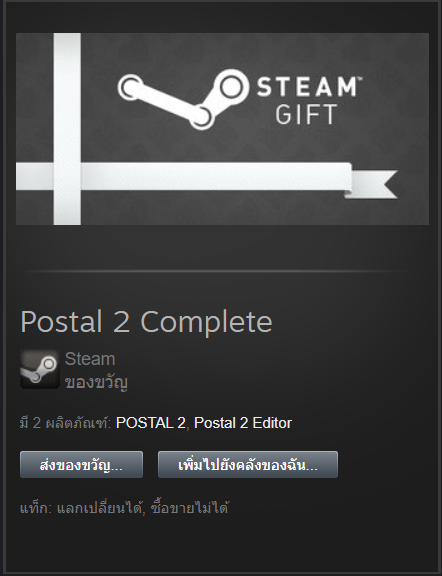 STEAM™
GIFT
Postal 2 Complete
Steam
ของขวัญ
มี 2 ผลิตภัณฑ์: POSTAL 2, Postal 2 Editor
ส่งของขวัญ... เพิ่มไปยังคลังของฉัน...
แท็ก: แลกเปลี่ยนได้, ซื้อขายไม่ได้